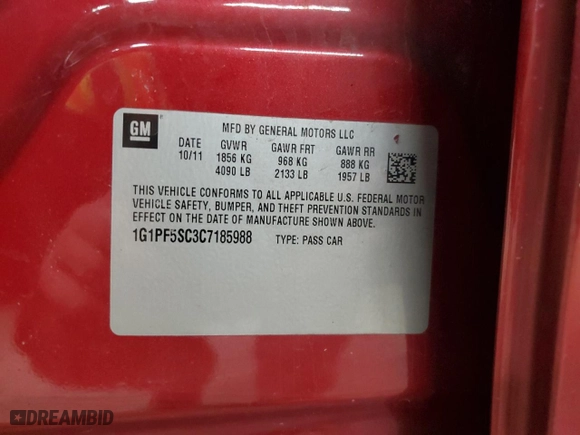 GM
MFD BY GENERAL MOTORS LLC
DATE GVWR GAWR FRT GAWR RR
10/11 1856 KG 968 KG 888 KG
4090 LB 2133 LB 1957 LB
THIS VEHICLE CONFORMS TO ALL APPLICABLE U.S. FEDERAL MOTOR
VEHICLE SAFETY, BUMPER, AND THEFT PREVENTION STANDARDS IN
EFFECT ON THE DATE OF MANUFACTURE SHOWN ABOVE.
1G1PF5SC3C7185988 TYPE: PASS CAR
DREAMBID